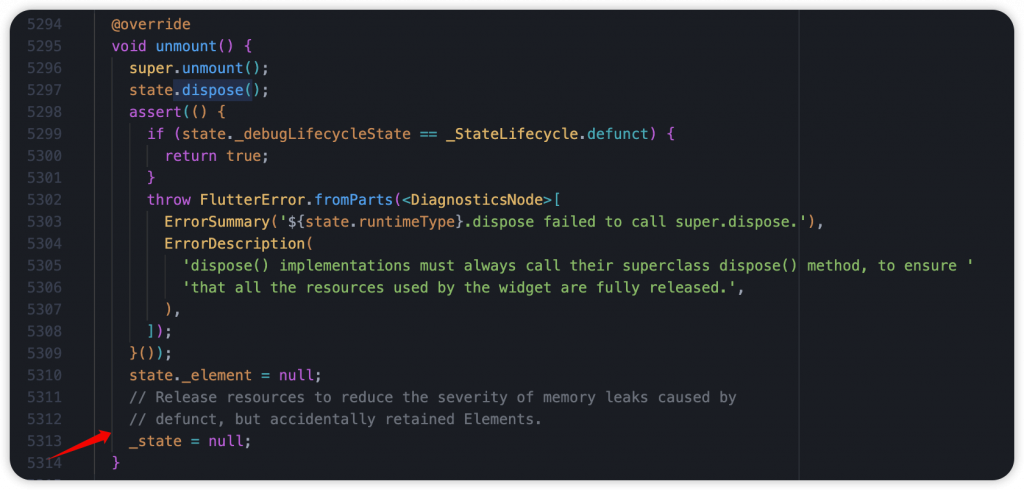 5294 @override
5295 void unmount() {
5296 super.unmount();
5297 state.dispose();
5298 assert(() {
5299 if (state._debugLifecycleState == _StateLifecycle.defunct) {
5300 return true;
5301 }
5302 throw FlutterError.fromParts(<DiagnosticsNode>[
5303 ErrorSummary('${state.runtimeType}.dispose failed to call super.dispose.'),
5304 ErrorDescription(
5305 'dispose() implementations must always call their superclass dispose() method, to ensure '
5306 'that all the resources used by the widget are fully released.',
5307 ),
5308 ]);
5309 }());
5310 state._element = null;
5311 // Release resources to reduce the severity of memory leaks caused by
5312 // defunct, but accidentally retained Elements.
5313 _state = null;
5314 }